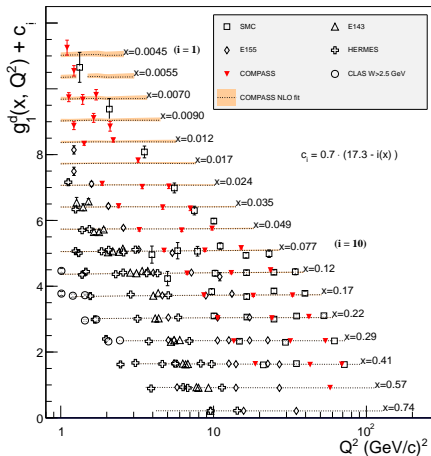 g₁ᵈ(x, Q²) + cᵢ
10
8
6
4
2
0
1
10
10²
Q² (GeV/c)²
SMC
E143
E155
HERMES
COMPASS
CLAS W>2.5 GeV
COMPASS NLO fit
cᵢ = 0.7 · (17.3 - i(x) )
x=0.0045 (i = 1)
x=0.0055
x=0.0070
x=0.0090
x=0.012
x=0.017
x=0.024
x=0.035
x=0.049
x=0.077
(i = 10)
x=0.12
x=0.17
x=0.22
x=0.29
x=0.41
x=0.57
x=0.74